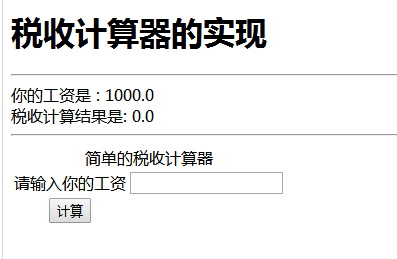 税收计算器的实现
你的工资是：1000.0
税收计算结果是: 0.0
简单的税收计算器
请输入你的工资
计算